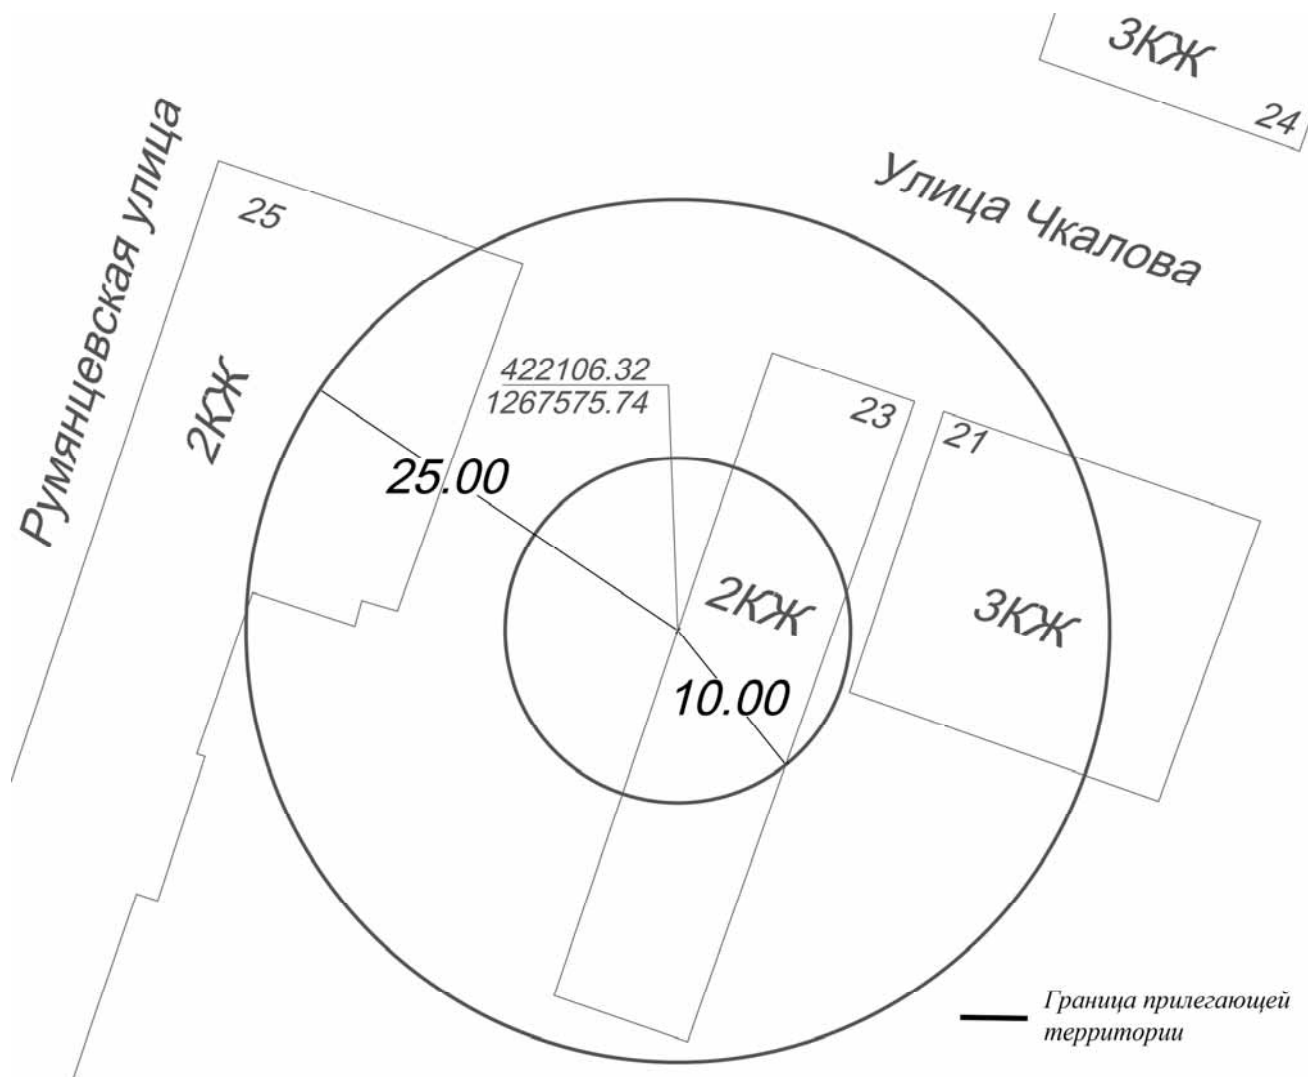 3КЖ
24
Улица Чкалова
Румянцевская улица
25
2КЖ
422106.32
1267575.74
23
21
25.00
2КЖ
3КЖ
10.00
Граница прилегающей
территории